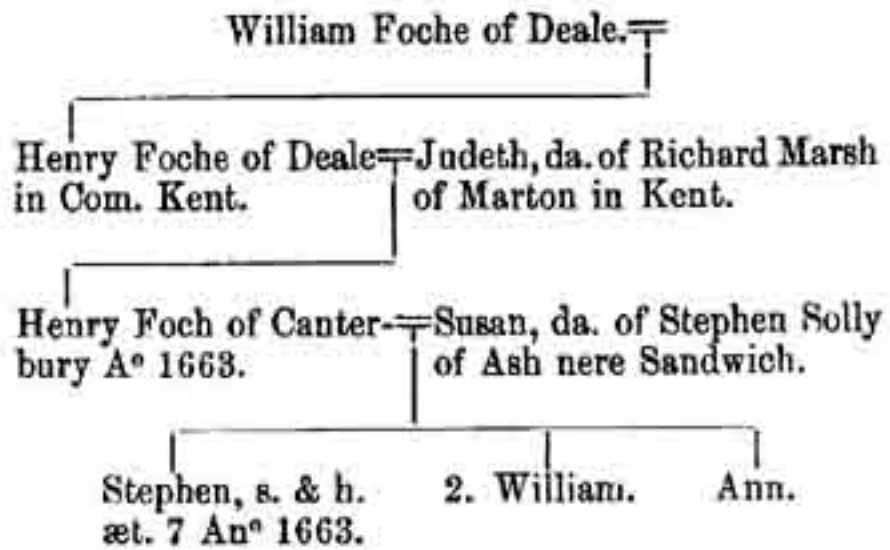 William Foche of Deale.
Henry Foche of Deale
in Com. Kent.
Judeth, da. of Richard Marsh
of Marton in Kent.
Henry Foch of Canter-
bury Aº 1663.
Susan, da. of Stephen Solly
of Ash nere Sandwich.
Stephen, s. & h.
æt. 7 Anº 1663.
2. William.
Ann.